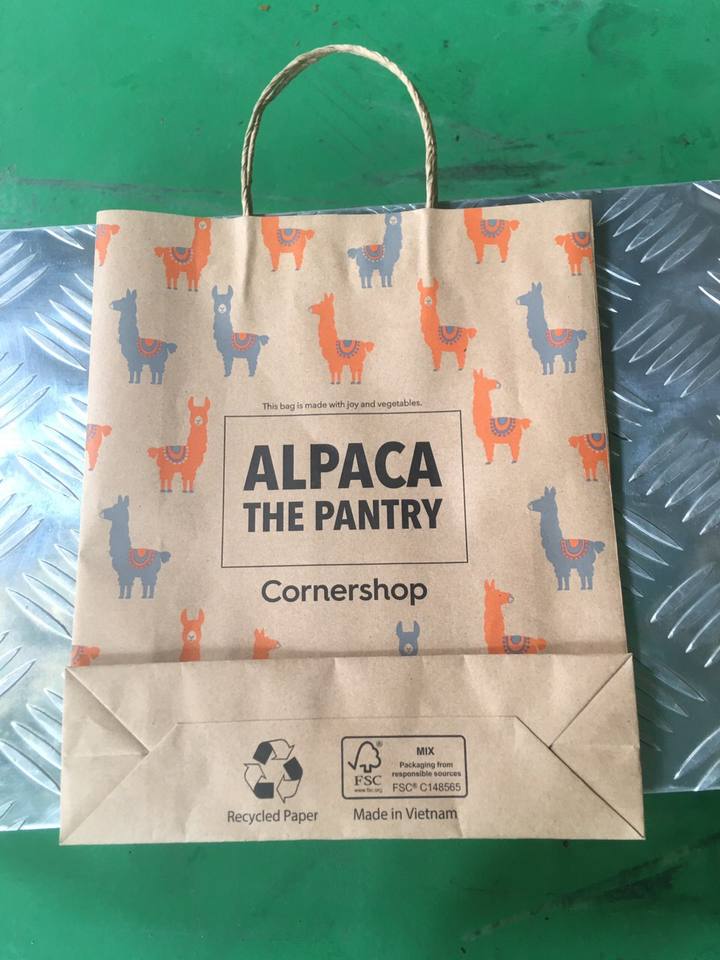 This bag is made with joy and vegetables.
ALPACA
THE PANTRY
Cornershop
FSC®
www.fsc.org
MIX
Packaging from
responsible sources
FSC® C148565
Recycled Paper
Made in Vietnam